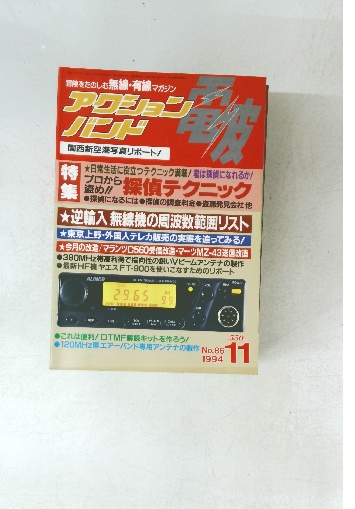 冒険をたのしむ無線・有線マガジン
アクション
バンド
電波
関西新空港写真リポート!
特集
★日常生活に役立つテクニック満載!君は探偵になれるか!
プロから
盗め!! 探偵テクニック
●探偵になるには●探偵の調査料金●盗聴発見会社他
★逆輸入 無線機の周波数範囲リスト
★東京上野・外国人テレカ販売の実態を追ってみる!
★今月の改造/マランツC560受信改造・マーツMZ-43送信改造
●380MHz帯高利得で指向性の鋭いVビームアンテナの製作
●最新HF機ヤエスFT-900を使いこなすためのリポート
ALINCO
●これは便利!DTMF解読キットを作ろう!
●120MHz帯エアーバンド専用アンテナの製作
No.86
1994
11